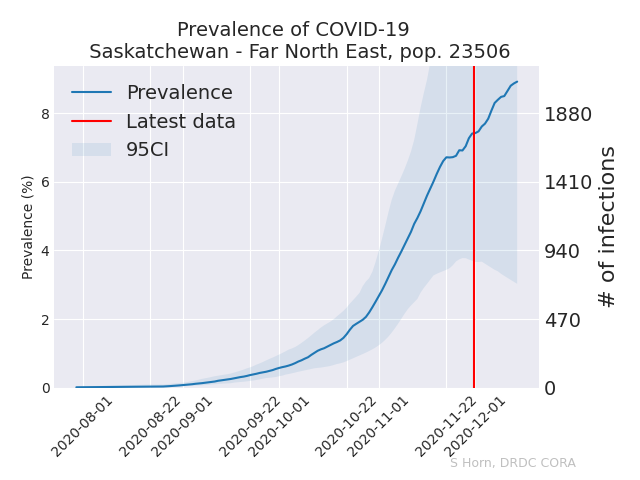 Prevalence of COVID-19
Saskatchewan - Far North East, pop. 23506
Prevalence
Latest data
95CI
Prevalence (%)
8
6
4
2
0
1880
1410
940
470
0
# of infections
2020-08-01
2020-08-22
2020-09-01
2020-09-22
2020-10-01
2020-10-22
2020-11-01
2020-11-22
2020-12-01
S Horn, DRDC CORA